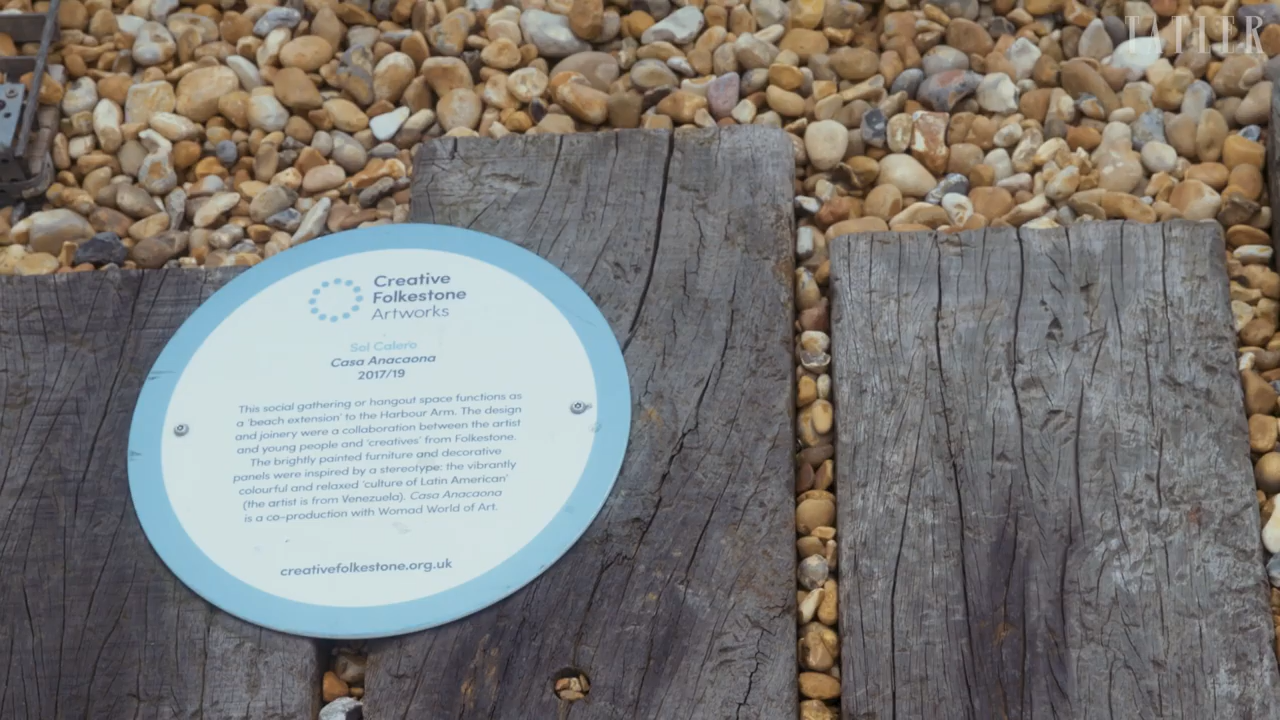 TATLER
Creative
Folkestone
Artworks
Sol Calero
Casa Anacaona
2017/19
This social gathering or hangout space functions as
a 'beach extension' to the Harbour Arm. The design
and joinery were a collaboration between the artist
and young people and 'creatives' from Folkestone.
The brightly painted furniture and decorative
panels were inspired by a stereotype: the vibrantly
colourful and relaxed 'culture of Latin American'
(the artist is from Venezuela). Casa Anacaona
is a co-production with Womad World of Art.
creativefolkestone.org.uk